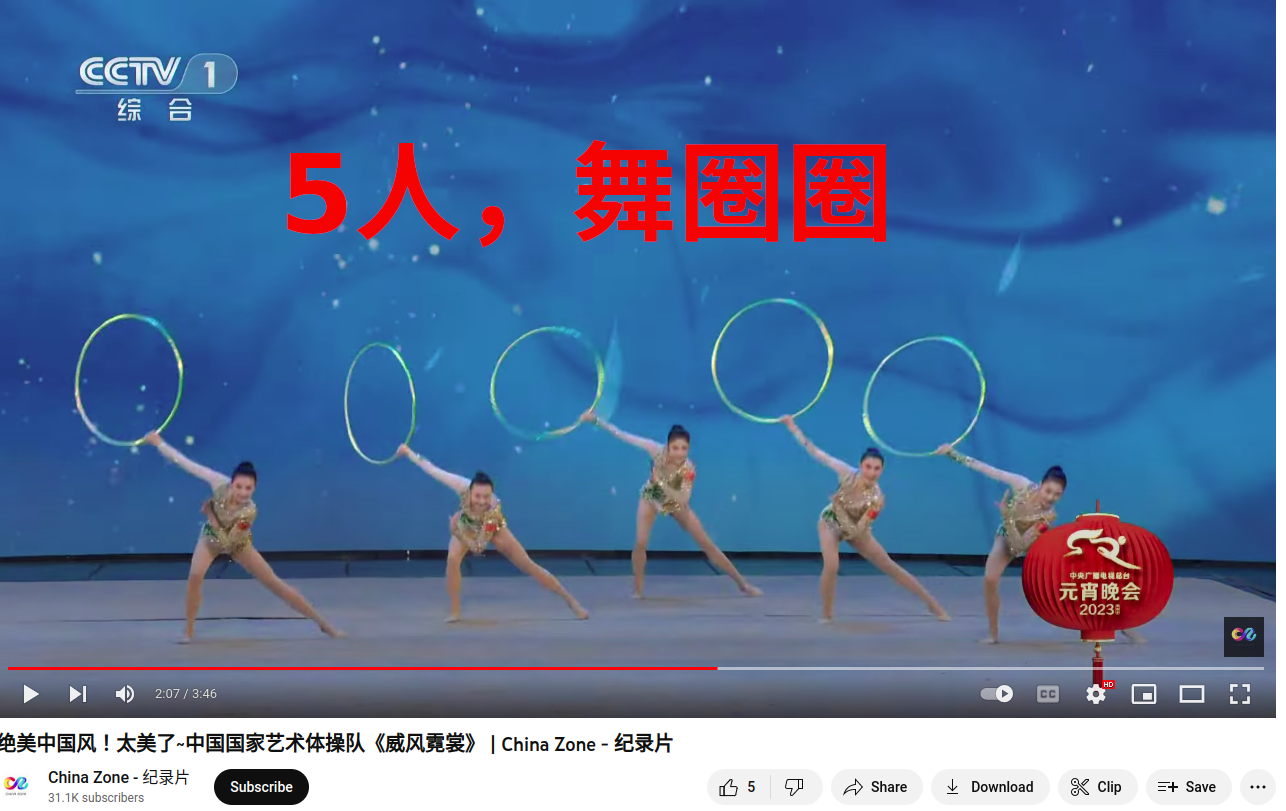 CCTV 1
综合
5人，舞圈圈
中央广播电视总台
元宵晚会
2023
2:07 / 3:46
CC
HD
绝美中国风！太美了~中国国家艺术体操队《威风霓裳》 | China Zone - 纪录片
China Zone - 纪录片
31.1K subscribers
Subscribe
5
Share
Download
Clip
Save